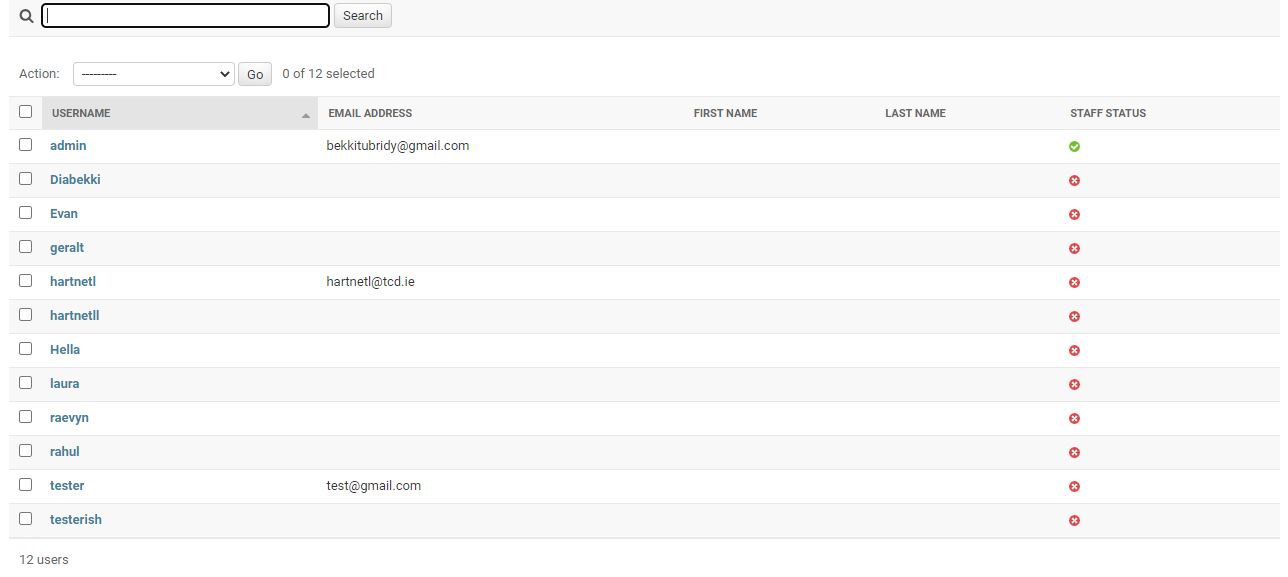 Search
Action: --------- Go 0 of 12 selected
USERNAME EMAIL ADDRESS FIRST NAME LAST NAME STAFF STATUS
admin bekkitubridy@gmail.com
Diabekki
Evan
geralt
hartnetl hartnetl@tcd.ie
hartnetll
Hella
laura
raevyn
rahul
tester test@gmail.com
testerish
12 users